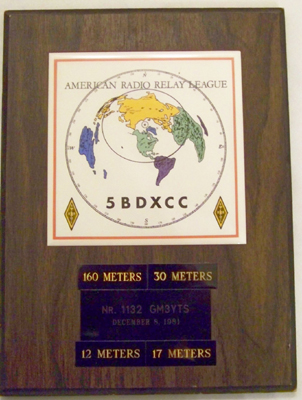 AMERICAN RADIO RELAY LEAGUE
5BDXCC
160 METERS 30 METERS
NR. 1132 GM3YTS
DECEMBER 5, 1981
12 METERS 17 METERS